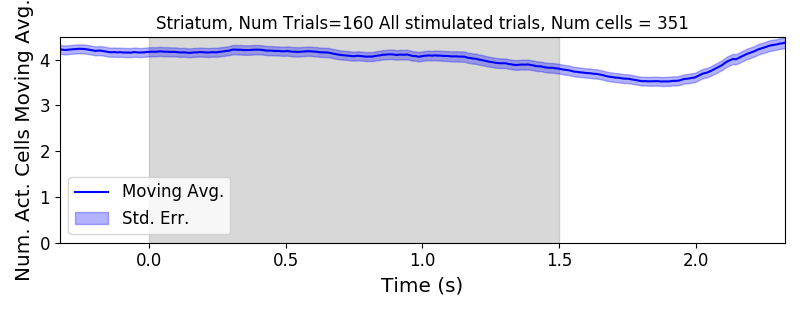 Striatum, Num Trials=160 All stimulated trials, Num cells = 351
Num. Act. Cells Moving Avg.
4
3
2
1
0
Moving Avg.
Std. Err.
0.0 0.5 1.0 1.5 2.0
Time (s)